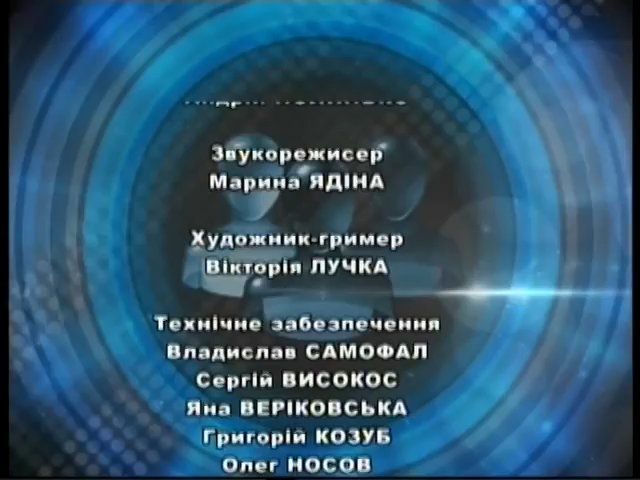 Звукорежисер
Марина ЯДІНА
Художник-гример
Вікторія ЛУЧКА
Технічне забезпечення
Владислав САМОФАЛ
Сергій ВИСОКОС
Яна ВЕРІКОВСЬКА
Григорій КОЗУБ
Олег НОСОВ